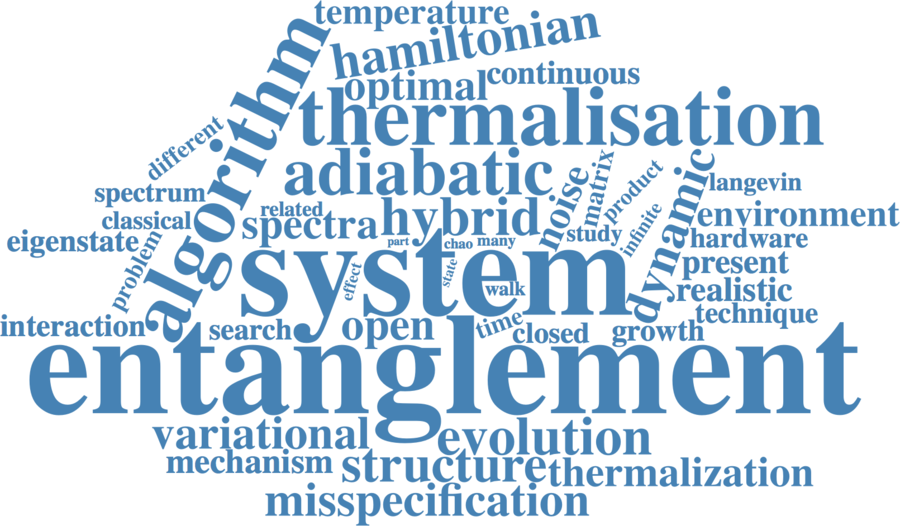 temperature
hamiltonian
optimal
continuous
algorithm
thermalisation
different
adiabatic
noise
matrix
product
dynamic
langevin
spectrum
related
classical
spectra
hybrid
environment
eigenstate
part
chao
many
study
infinite
hardware
problem
system
effect
state
walk
present
realistic
interaction
search
open
time
closed
growth
technique
entanglement
variational
evolution
mechanism
structure
thermalization
misspecification